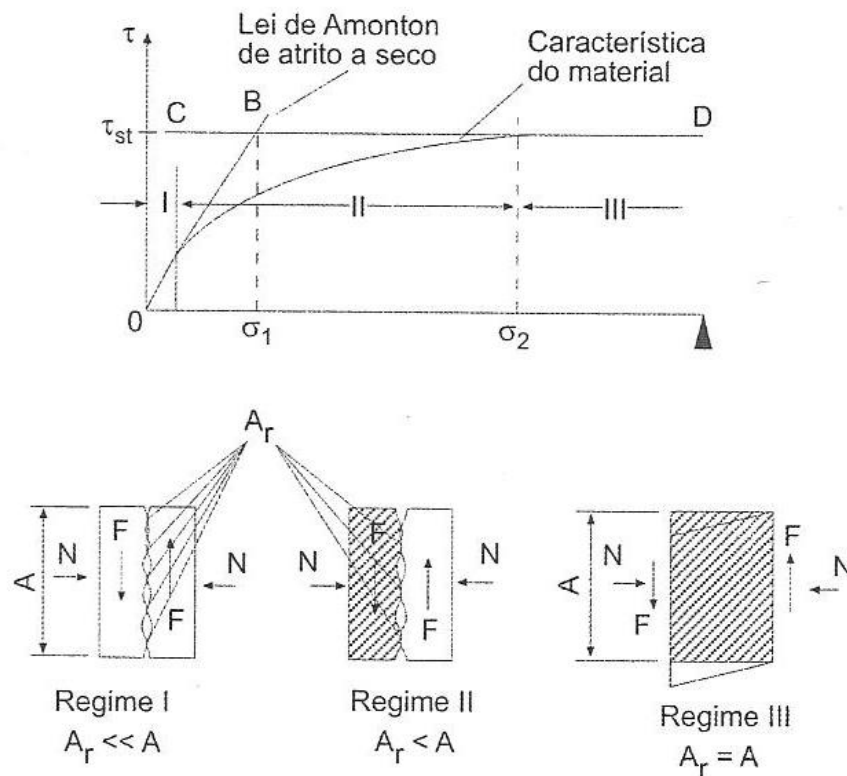 τ
Lei de Amonton
de atrito a seco
Característica
do material
C
B
D
τst
I
II
III
0
σ1
σ2
Ar
A
N
F
F
N
N
F
F
N
A
N
F
F
N
Regime I
Ar << A
Regime II
Ar < A
Regime III
Ar = A